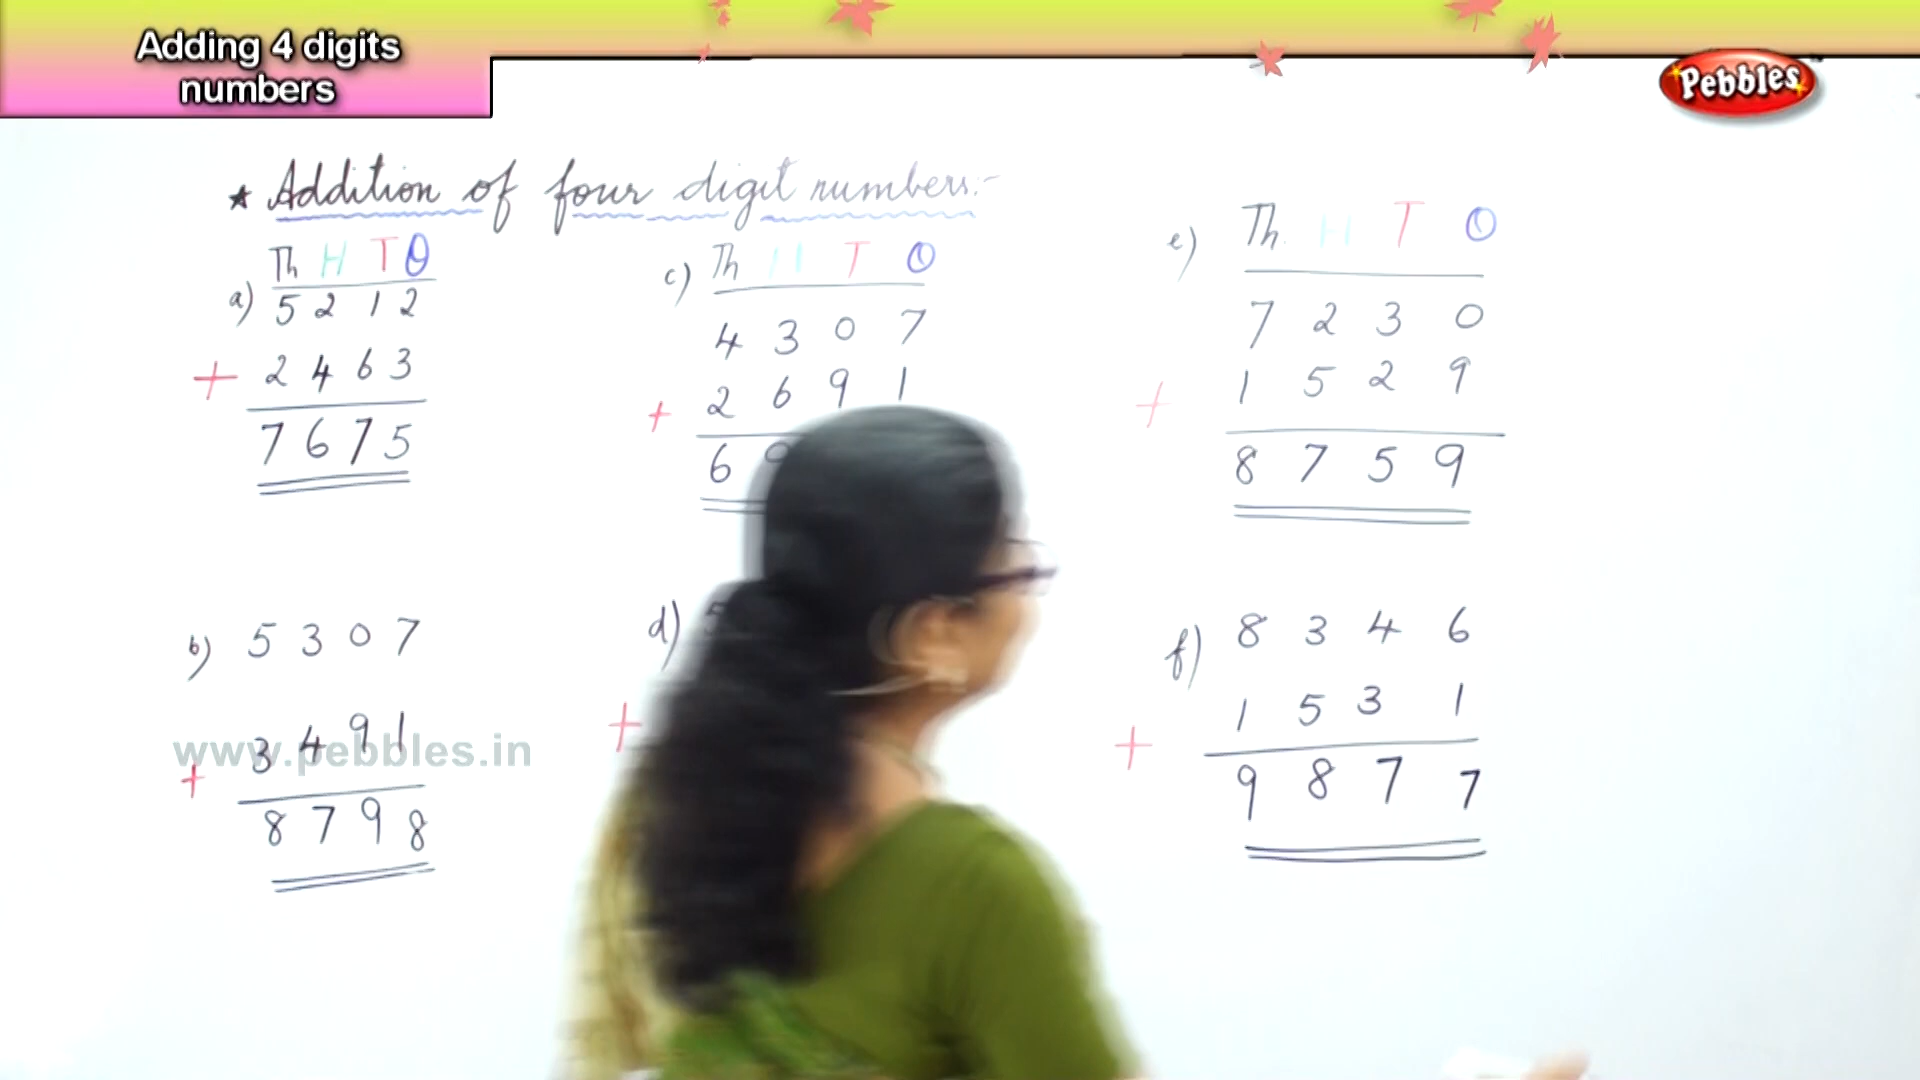 Adding 4 digits
numbers
Pebbles
★ Addition of four digit numbers:-
Th H T O
a) 5 2 1 2
+ 2 4 6 3
7 6 7 5
b) 5 3 0 7
+ 3 4 9 1
8 7 9 8
www.pebbles.in
c) Th H T O
4 3 0 7
+ 2 6 9 1
6
d) 5
+
e) Th H T O
7 2 3 0
+ 1 5 2 9
8 7 5 9
f) 8 3 4 6
+ 1 5 3 1
9 8 7 7